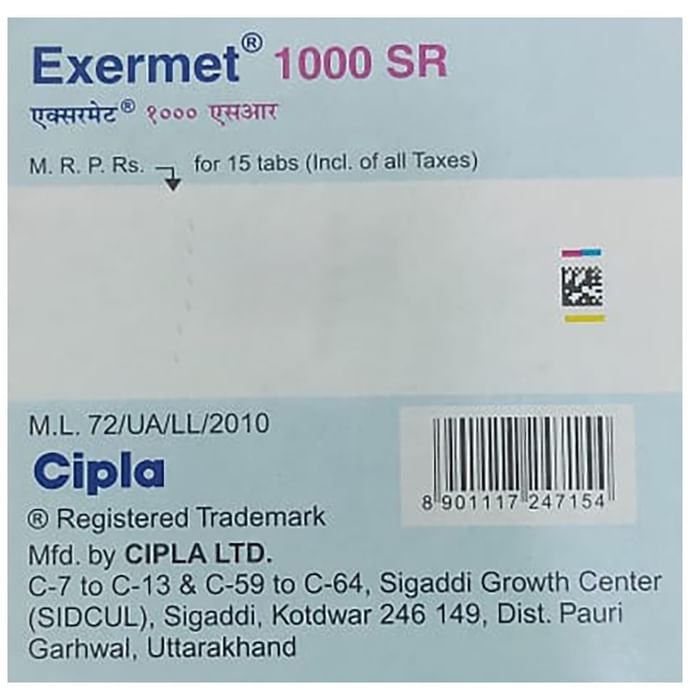 Exermet® 1000 SR
एक्सरमेट® १००० एसआर
M. R. P. Rs. for 15 tabs (Incl. of all Taxes)
M.L. 72/UA/LL/2010
Cipla
8 901117 247154
® Registered Trademark
Mfd. by CIPLA LTD.
C-7 to C-13 & C-59 to C-64, Sigaddi Growth Center
(SIDCUL), Sigaddi, Kotdwar 246 149, Dist. Pauri
Garhwal, Uttarakhand